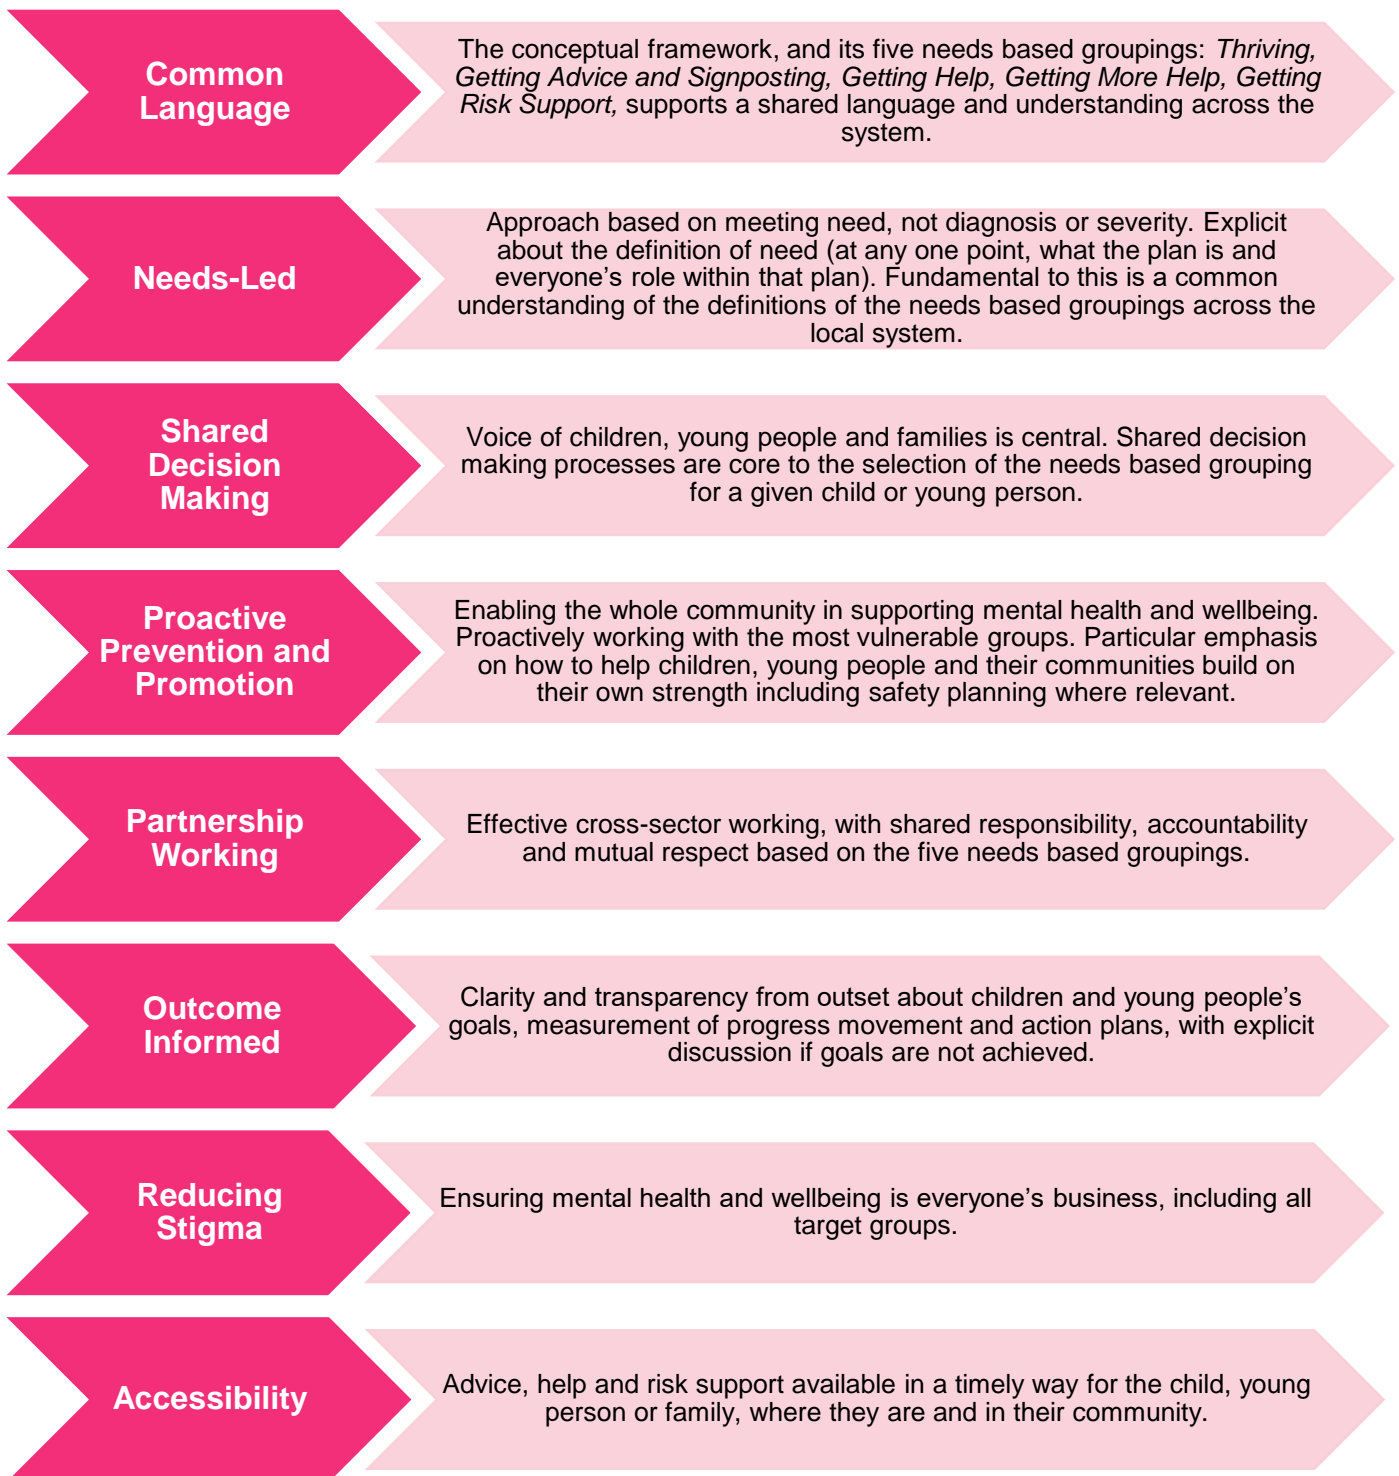 Common
Language
The conceptual framework, and its five needs based groupings: Thriving,
Getting Advice and Signposting, Getting Help, Getting More Help, Getting
Risk Support, supports a shared language and understanding across the
system.
Needs-Led
Approach based on meeting need, not diagnosis or severity. Explicit
about the definition of need (at any one point, what the plan is and
everyone’s role within that plan). Fundamental to this is a common
understanding of the definitions of the needs based groupings across the
local system.
Shared
Decision
Making
Voice of children, young people and families is central. Shared decision
making processes are core to the selection of the needs based grouping
for a given child or young person.
Proactive
Prevention and
Promotion
Enabling the whole community in supporting mental health and wellbeing.
Proactively working with the most vulnerable groups. Particular emphasis
on how to help children, young people and their communities build on
their own strength including safety planning where relevant.
Partnership
Working
Effective cross-sector working, with shared responsibility, accountability
and mutual respect based on the five needs based groupings.
Outcome
Informed
Clarity and transparency from outset about children and young people’s
goals, measurement of progress movement and action plans, with explicit
discussion if goals are not achieved.
Reducing
Stigma
Ensuring mental health and wellbeing is everyone’s business, including all
target groups.
Accessibility
Advice, help and risk support available in a timely way for the child, young
person or family, where they are and in their community.